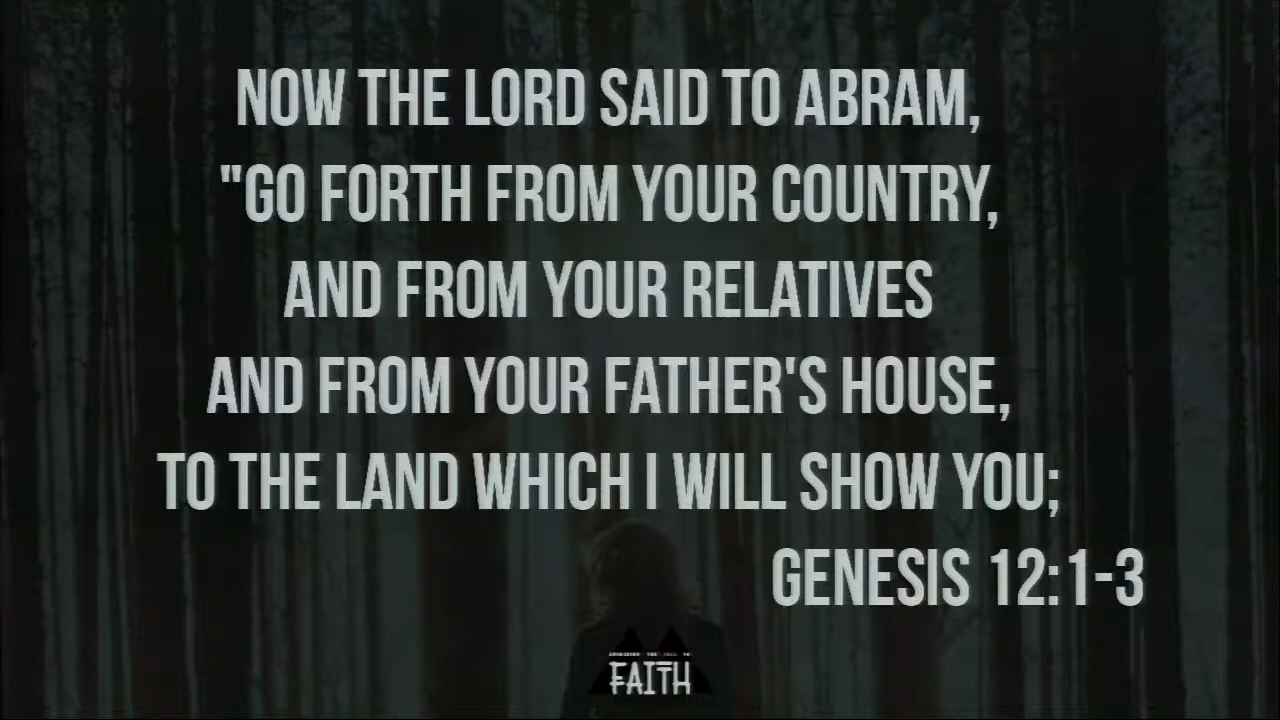 NOW THE LORD SAID TO ABRAM,
"GO FORTH FROM YOUR COUNTRY,
AND FROM YOUR RELATIVES
AND FROM YOUR FATHER'S HOUSE,
TO THE LAND WHICH I WILL SHOW YOU;
GENESIS 12:1-3
FAITH